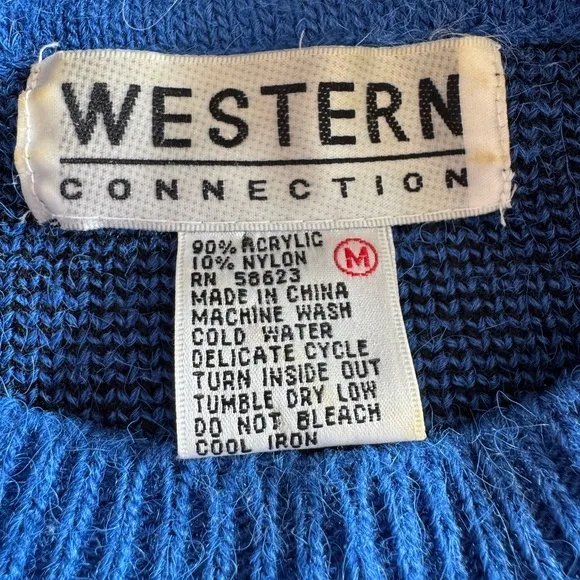 WESTERN
CONNECTION
90% ACRYLIC
10% NYLON
M
RN 58623
MADE IN CHINA
MACHINE WASH
COLD WATER
DELICATE CYCLE
TURN INSIDE OUT
TUMBLE DRY LOW
DO NOT BLEACH
COOL IRON